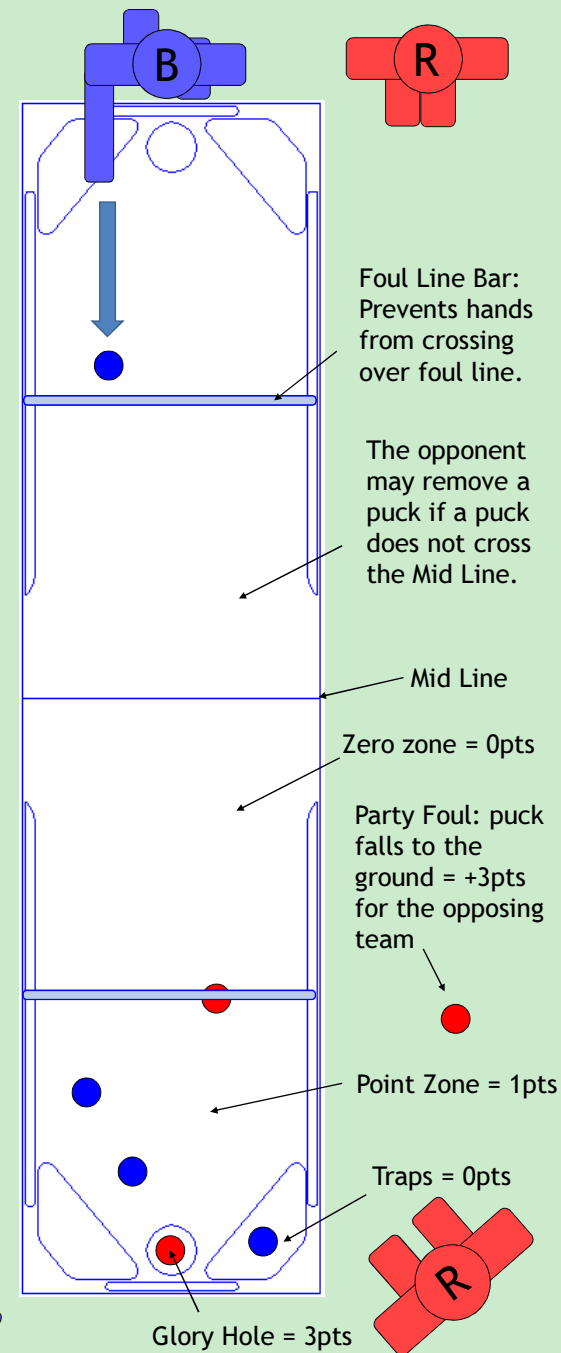 B
R
Foul Line Bar:
Prevents hands
from crossing
over foul line.
The opponent
may remove a
puck if a puck
does not cross
the Mid Line.
Mid Line
Zero zone = 0pts
Party Foul: puck
falls to the
ground = +3pts
for the opposing
team
Point Zone = 1pts
Traps = 0pts
R
Glory Hole = 3pts